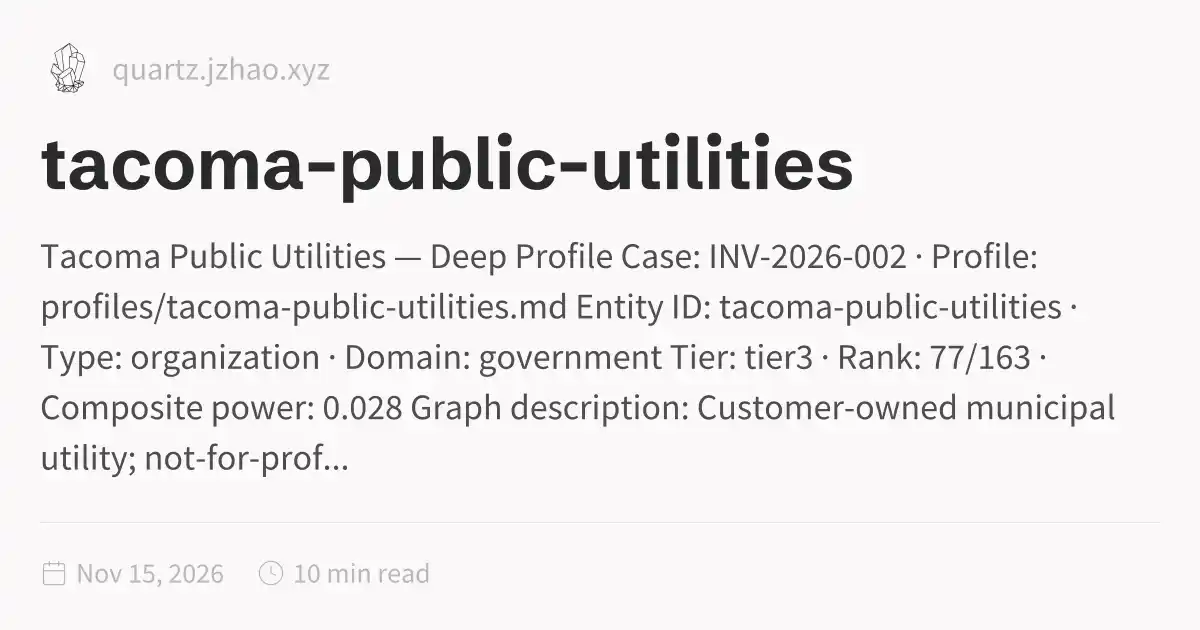 quartz.jzhao.xyz
tacoma-public-utilities
Tacoma Public Utilities — Deep Profile Case: INV-2026-002 · Profile:
profiles/tacoma-public-utilities.md Entity ID: tacoma-public-utilities ·
Type: organization · Domain: government Tier: tier3 · Rank: 77/163 ·
Composite power: 0.028 Graph description: Customer-owned municipal
utility; not-for-prof...
Nov 15, 2026 10 min read